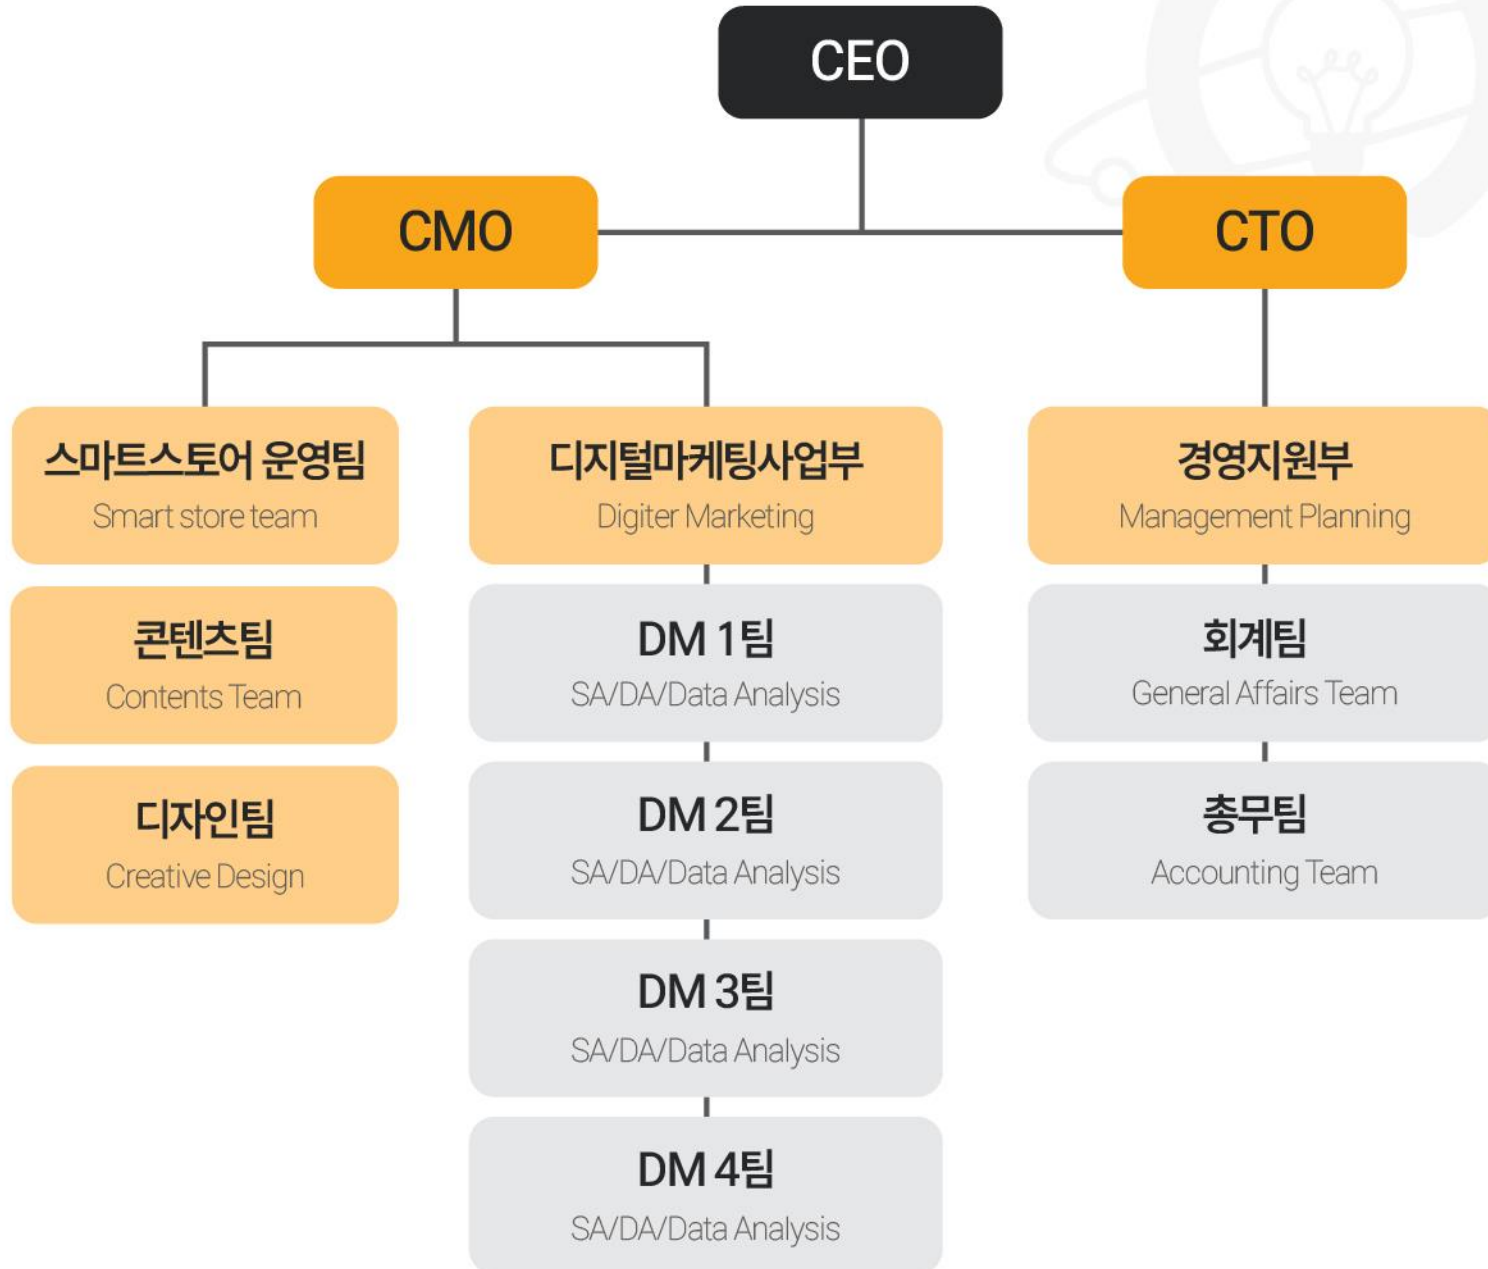 CEO
CMO
CTO
스마트스토어 운영팀
Smart store team
콘텐츠팀
Contents Team
디자인팀
Creative Design
디지털마케팅사업부
Digiter Marketing
DM 1팀
SA/DA/Data Analysis
DM 2팀
SA/DA/Data Analysis
DM 3팀
SA/DA/Data Analysis
DM 4팀
SA/DA/Data Analysis
경영지원부
Management Planning
회계팀
General Affairs Team
총무팀
Accounting Team